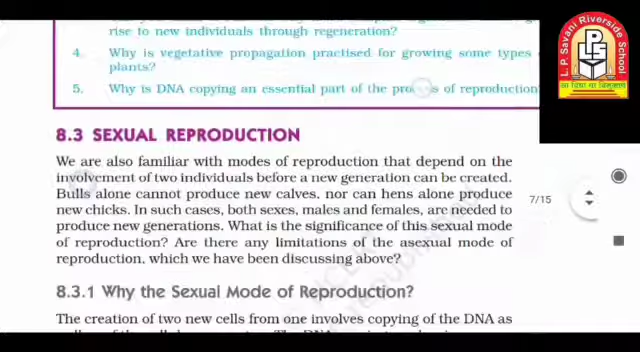 rise to new individuals through regeneration?
4. Why is vegetative propagation practised for growing some types
plants?
5. Why is DNA copying an essential part of the process of reproduction
8.3 SEXUAL REPRODUCTION
We are also familiar with modes of reproduction that depend on the
involvement of two individuals before a new generation can be created.
Bulls alone cannot produce new calves, nor can hens alone produce
new chicks. In such cases, both sexes, males and females, are needed to
produce new generations. What is the significance of this sexual mode
of reproduction? Are there any limitations of the asexual mode of
reproduction, which we have been discussing above?
8.3.1 Why the Sexual Mode of Reproduction?
The creation of two new cells from one involves copying of the DNA as
7/15
L. P. Savani Riverside School
PLS
सा विद्या या विमुक्तये